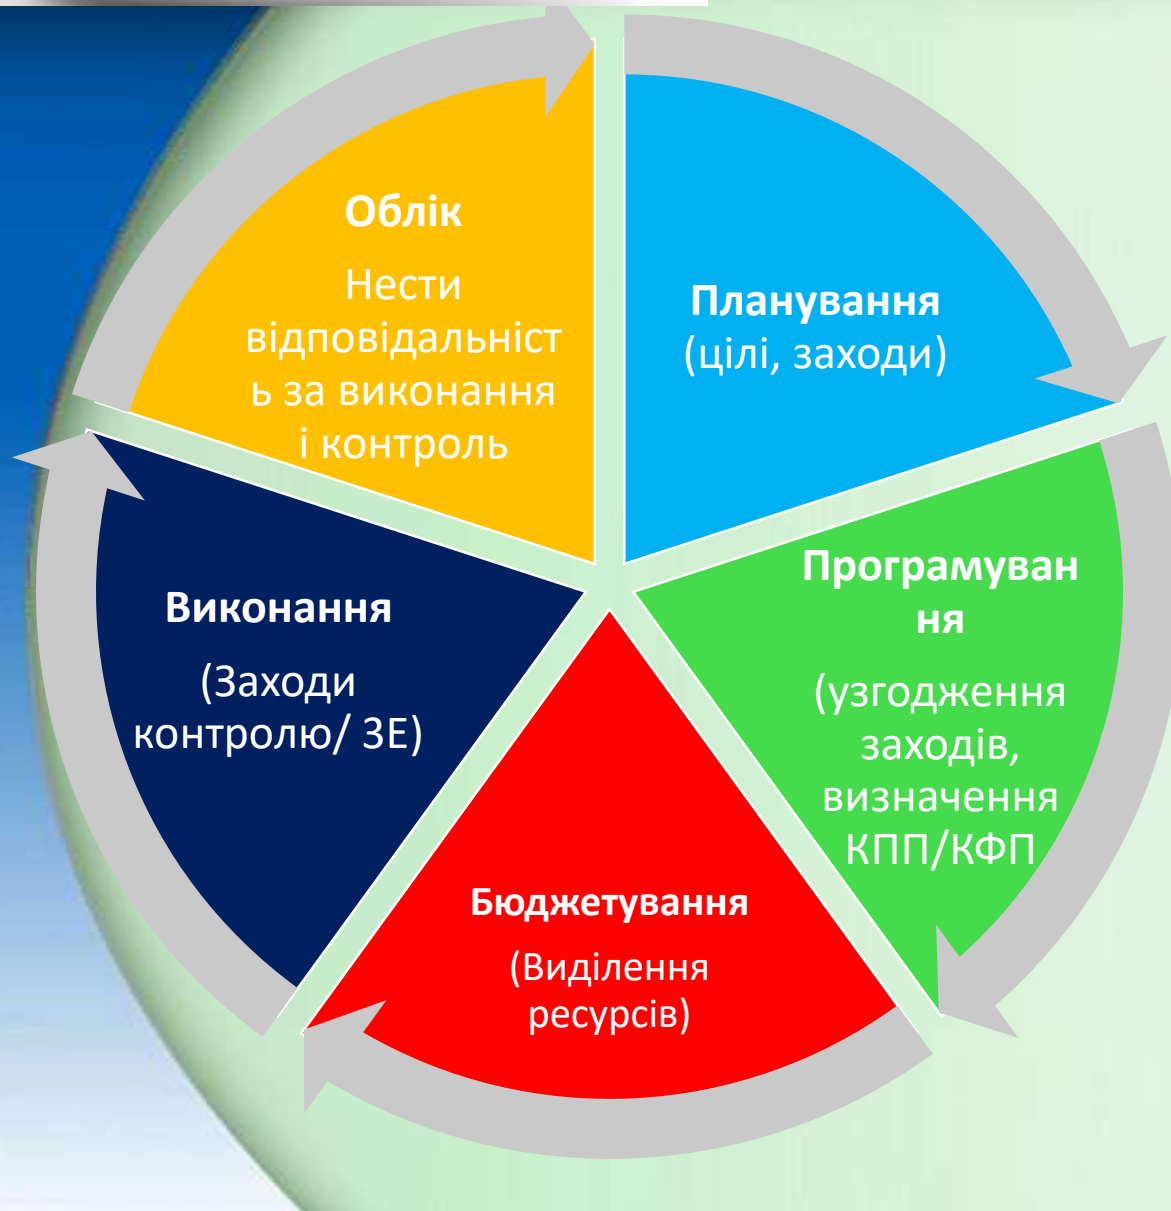 Облік
Нести
відповідальніст
ь за виконання
і контроль
Планування
(цілі, заходи)
Програмуван
ня
(узгодження
заходів,
визначення
КПП/КФП
Бюджетування
(Виділення
ресурсів)
Виконання
(Заходи
контролю/ ЗЕ)